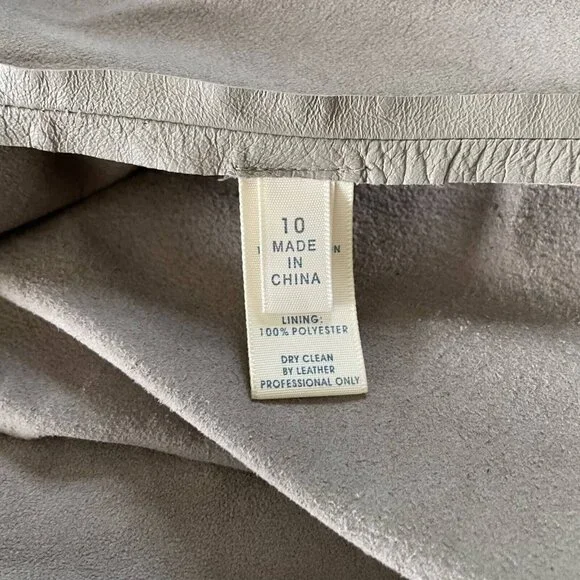 10
MADE
IN
CHINA
LINING:
100% POLYESTER
DRY CLEAN
BY LEATHER
PROFESSIONAL ONLY